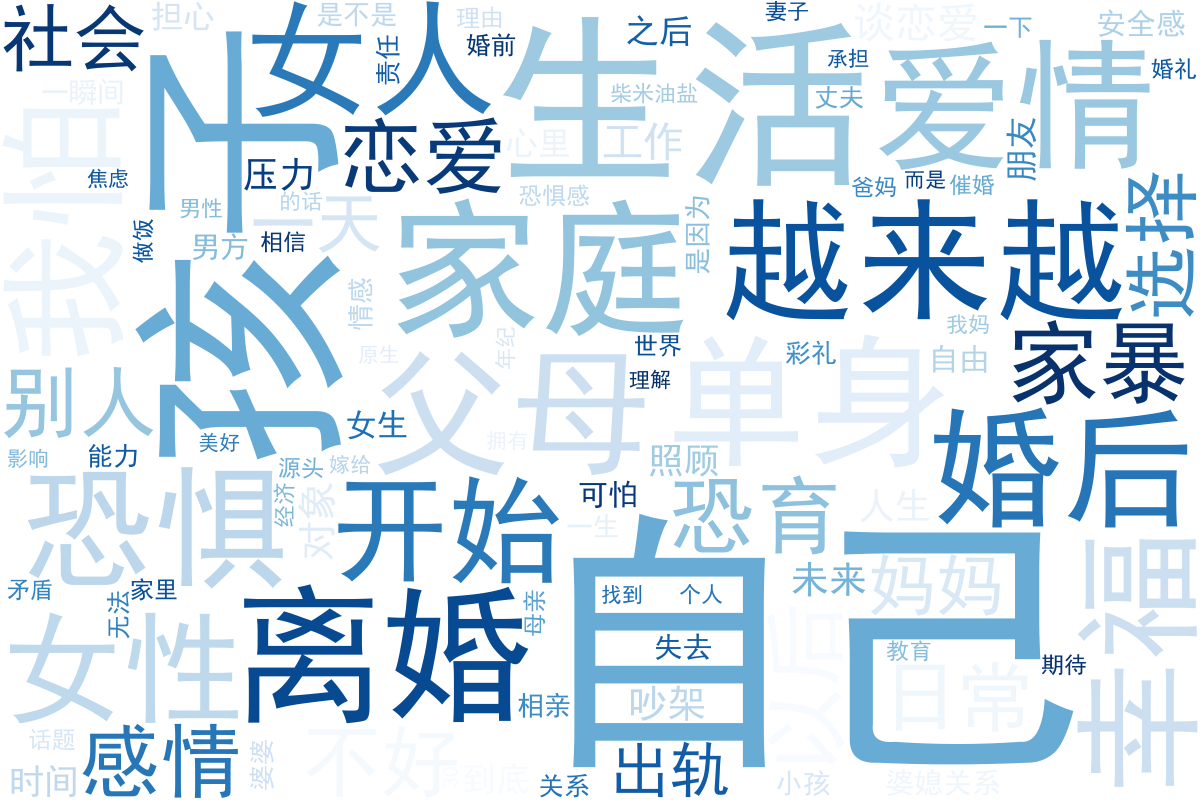 社会
担心
女人
是不是
理由
婚前
责任
之后
妻子
谈恋爱
一下
安全感
生活
爱情
承担
婚礼
一瞬间
我怕
孩子
恋爱
心里
柴米油盐
工作
丈夫
朋友
焦虑
压力
恐惧感
爸妈
而是
催婚
男性
的话
一天
做饭
男方
相信
家庭
是因为
越来越
选择
情感
我妈
原生
年纪
世界
理解
彩礼
自由
家暴
父母
单身
别人
美好
女生
拥有
影响
能力
源头
嫁给
照顾
婚后
恐惧
经济
对象
开始
可怕
一生
恐育
人生
矛盾
无法
家里
离婚
母亲
自己
找到
个人
未来
妈妈
幸福
女性
失去
以后
教育
日常
期待
相亲
吵架
话题
感情
婆婆
不好
到底
时间
关系
出轨
小孩
婆媳关系